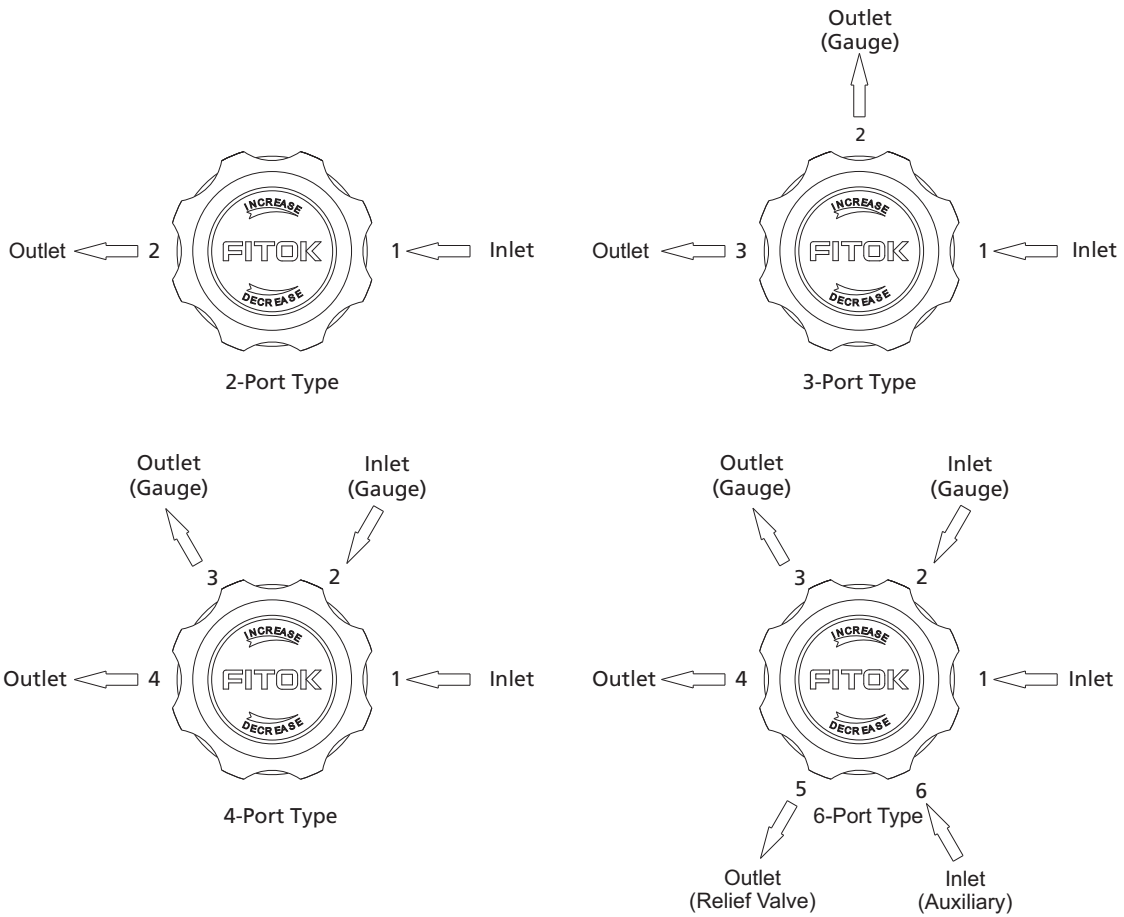 INCREASE
FITOK
DECREASE
Outlet
2
1
Inlet
2-Port Type
Outlet
(Gauge)
2
INCREASE
FITOK
DECREASE
Outlet
3
1
Inlet
3-Port Type
Outlet
(Gauge)
Inlet
(Gauge)
3
2
INCREASE
FITOK
DECREASE
Outlet
4
1
Inlet
4-Port Type
Outlet
(Gauge)
Inlet
(Gauge)
3
2
INCREASE
FITOK
DECREASE
Outlet
4
1
Inlet
5
6
6-Port Type
Outlet
(Relief Valve)
Inlet
(Auxiliary)